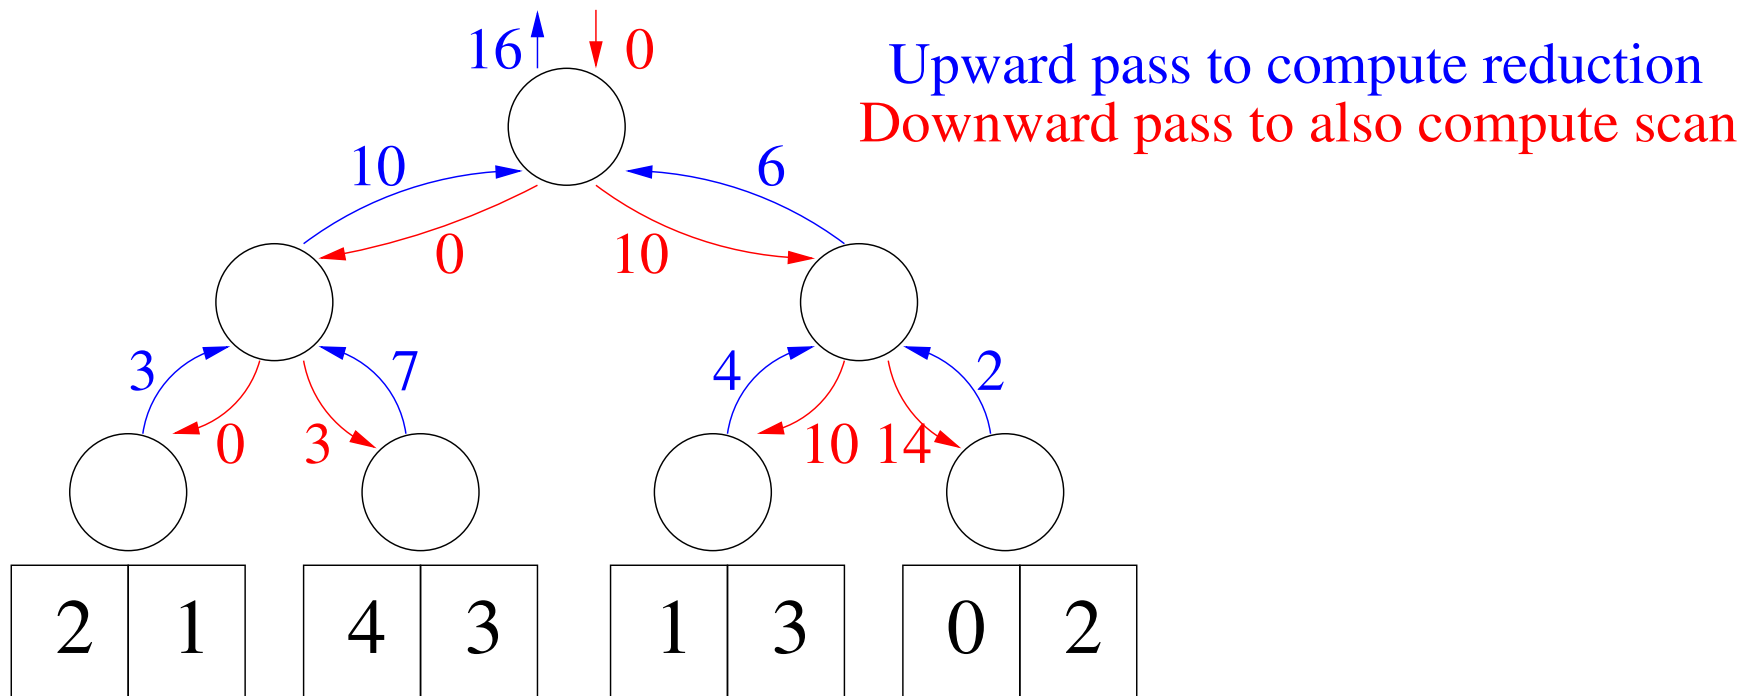 16 0 Upward pass to compute reduction
Downward pass to also compute scan
10 6
0 10
3 7 4 2
0 3 10 14
2 1 4 3 1 3 0 2